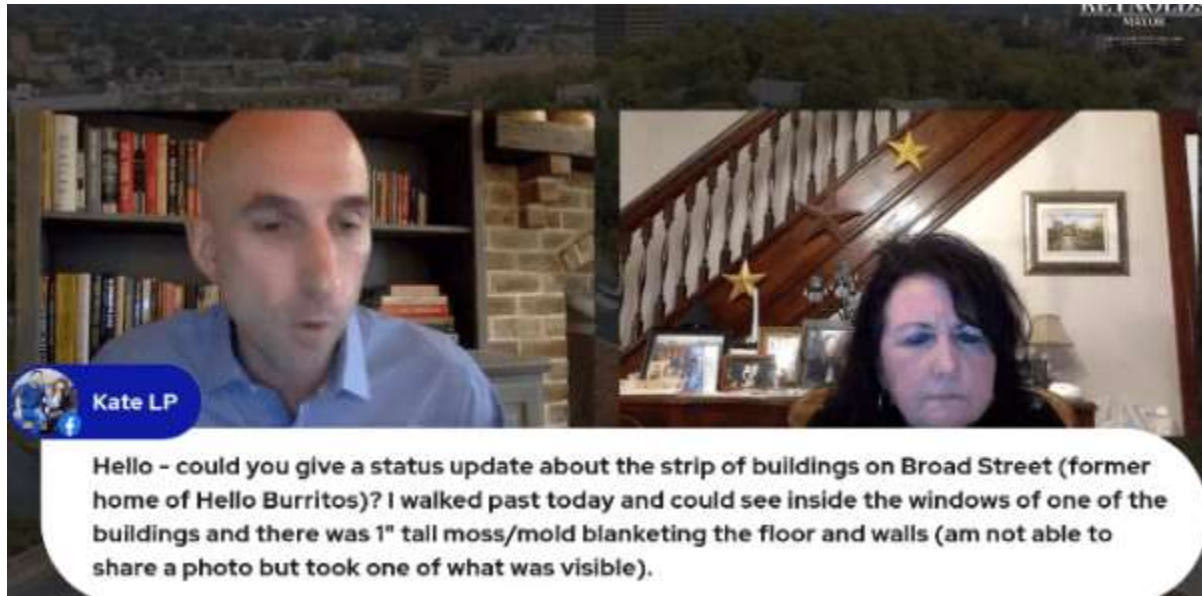 REYNOLDS
MAYOR
Kate LP
Hello - could you give a status update about the strip of buildings on Broad Street (former
home of Hello Burritos)? I walked past today and could see inside the windows of one of the
buildings and there was 1" tall moss/mold blanketing the floor and walls (am not able to
share a photo but took one of what was visible).